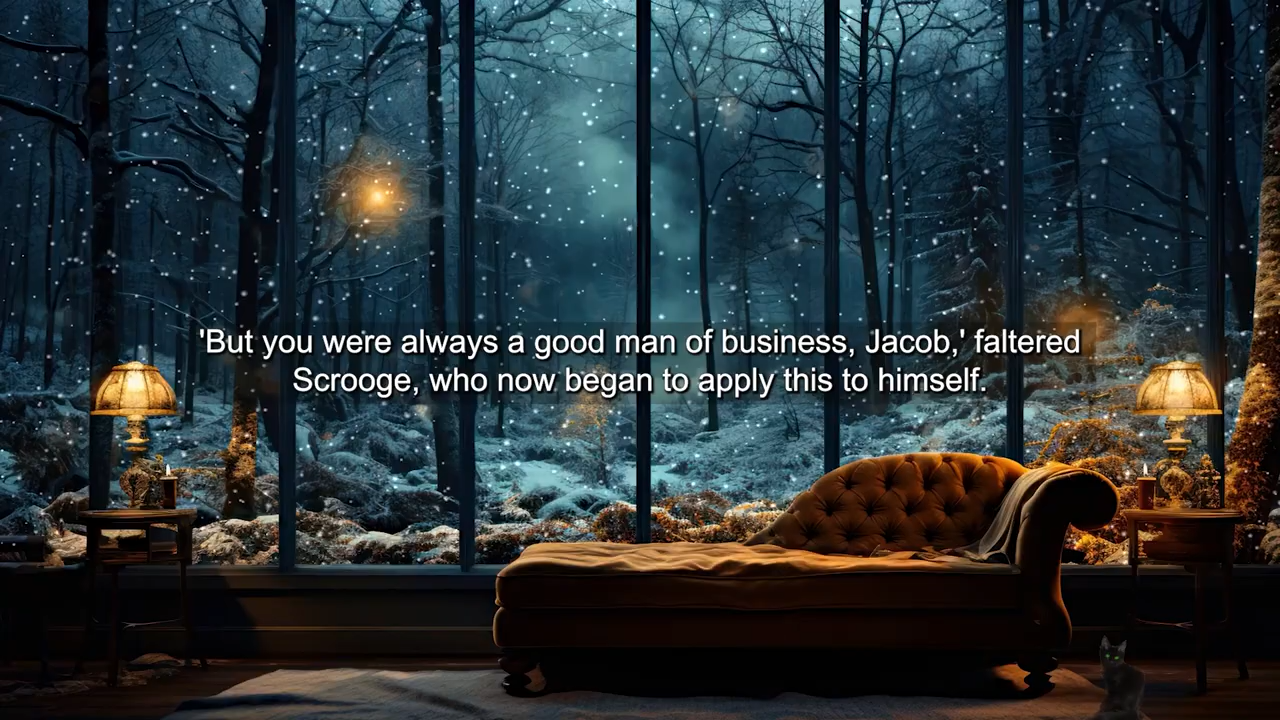 'But you were always a good man of business, Jacob,' faltered
Scrooge, who now began to apply this to himself.